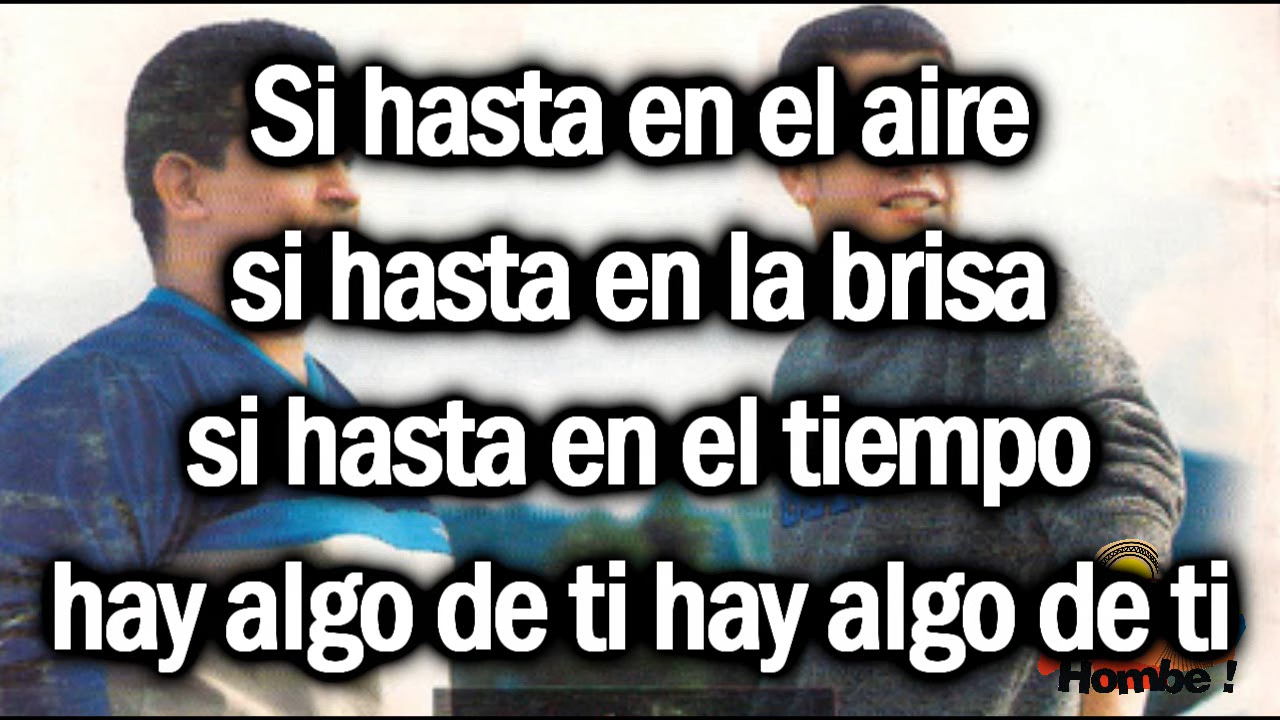 Si hasta en el aire
si hasta en la brisa
si hasta en el tiempo
hay algo de ti hay algo de ti
Hombe !